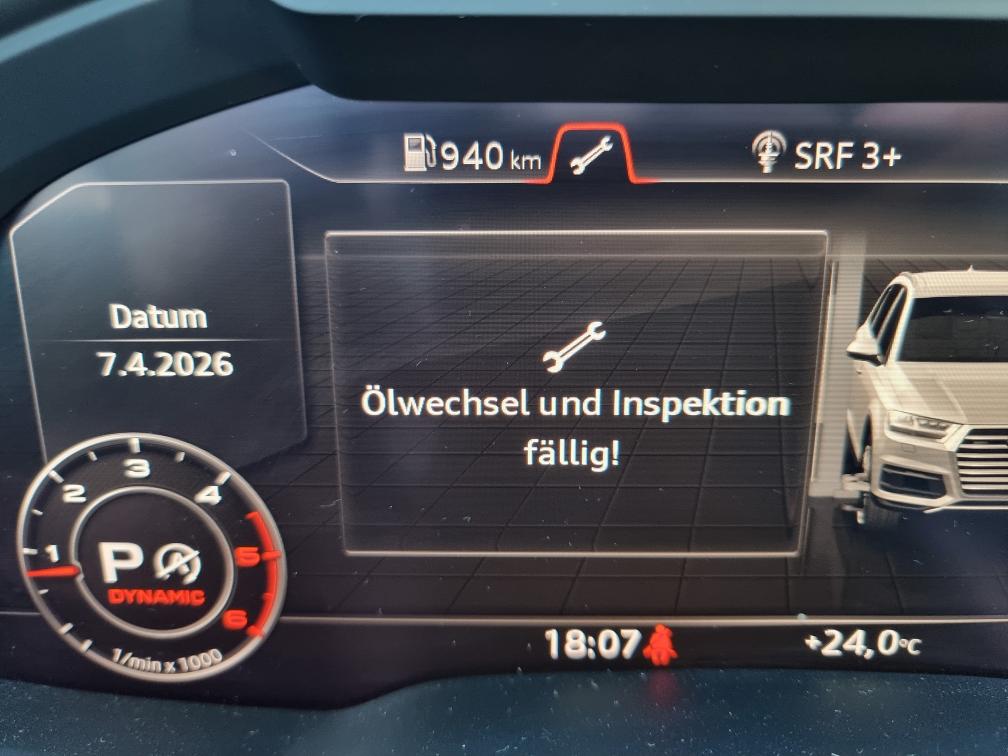 940 km
SRF 3+
Datum
7.4.2026
Ölwechsel und Inspektion
fällig!
1
2
3
4
5
6
P A
DYNAMIC
1/min x 1000
18:07
+24,0°C